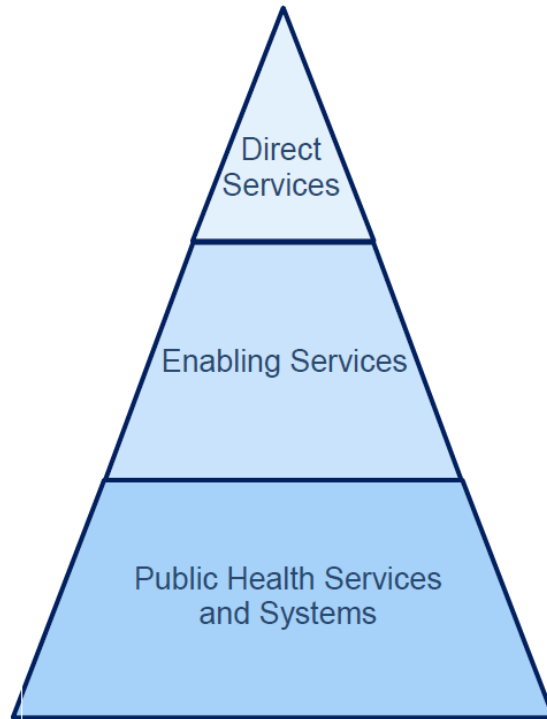 Direct
Services
Enabling Services
Public Health Services
and Systems